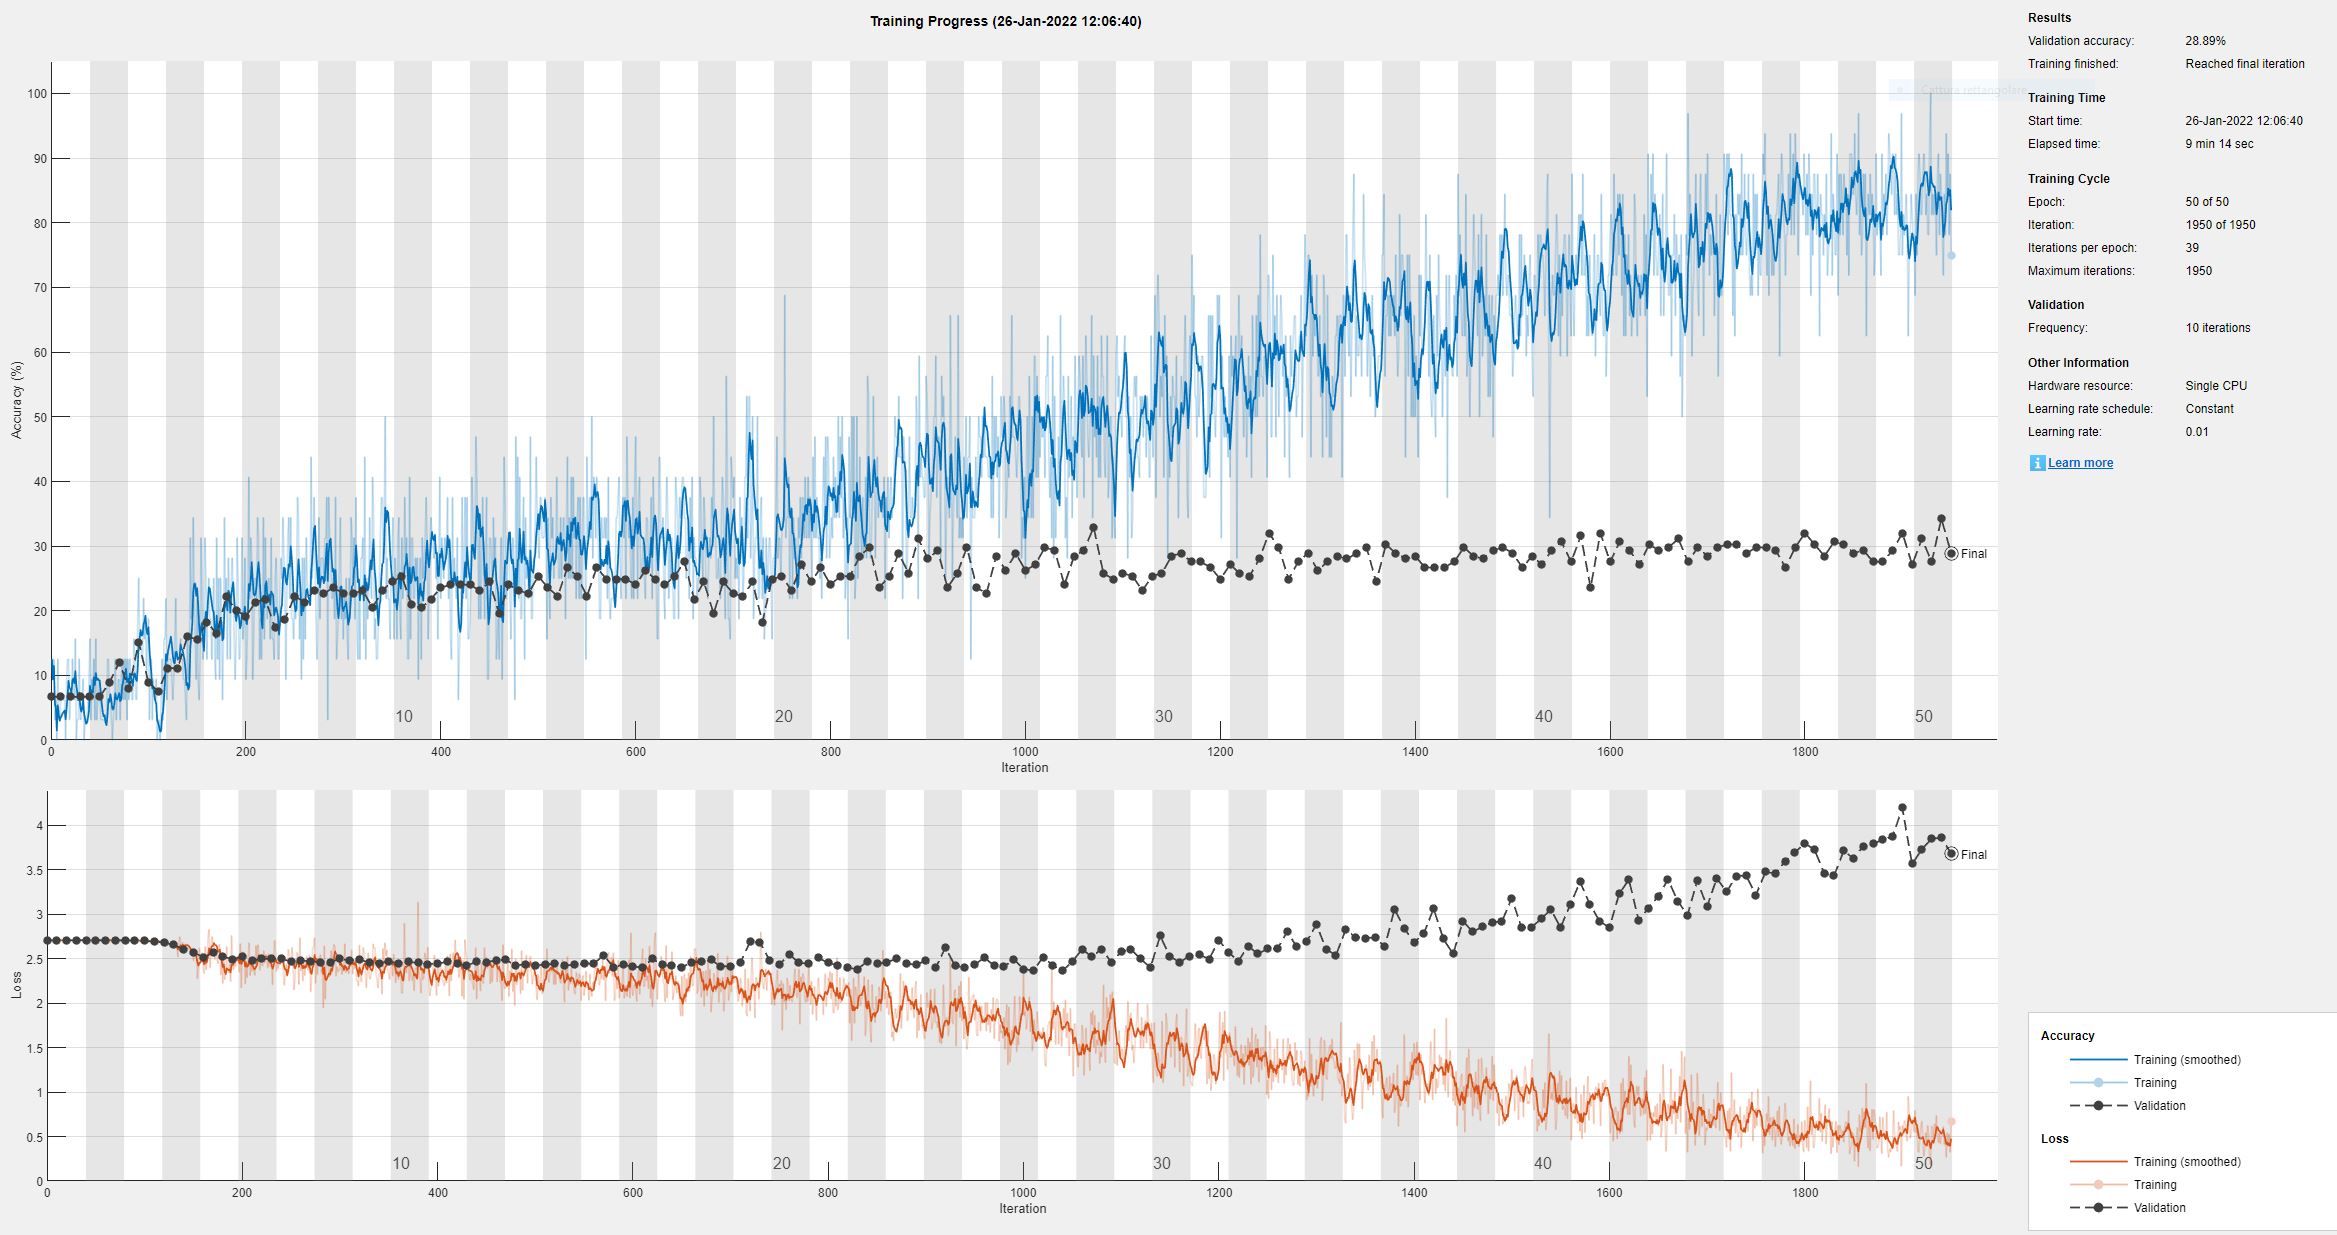 Training Progress (26-Jan-2022 12:06:40)
100
90
80
70
60
50
40
30
20
10
0
Accuracy (%)
Final
10
20
30
40
50
0
200
400
600
800
1000
1200
1400
1600
1800
Iteration
4
3.5
3
2.5
2
1.5
1
0.5
0
Loss
Final
10
20
30
40
50
0
200
400
600
800
1000
1200
1400
1600
1800
Iteration
Results
Validation accuracy: 28.89%
Training finished: Reached final iteration
Cattura rettangolare
Training Time
Start time: 26-Jan-2022 12:06:40
Elapsed time: 9 min 14 sec
Training Cycle
Epoch: 50 of 50
Iteration: 1950 of 1950
Iterations per epoch: 39
Maximum iterations: 1950
Validation
Frequency: 10 iterations
Other Information
Hardware resource: Single CPU
Learning rate schedule: Constant
Learning rate: 0.01
i Learn more
Accuracy
Training (smoothed)
Training
Validation
Loss
Training (smoothed)
Training
Validation